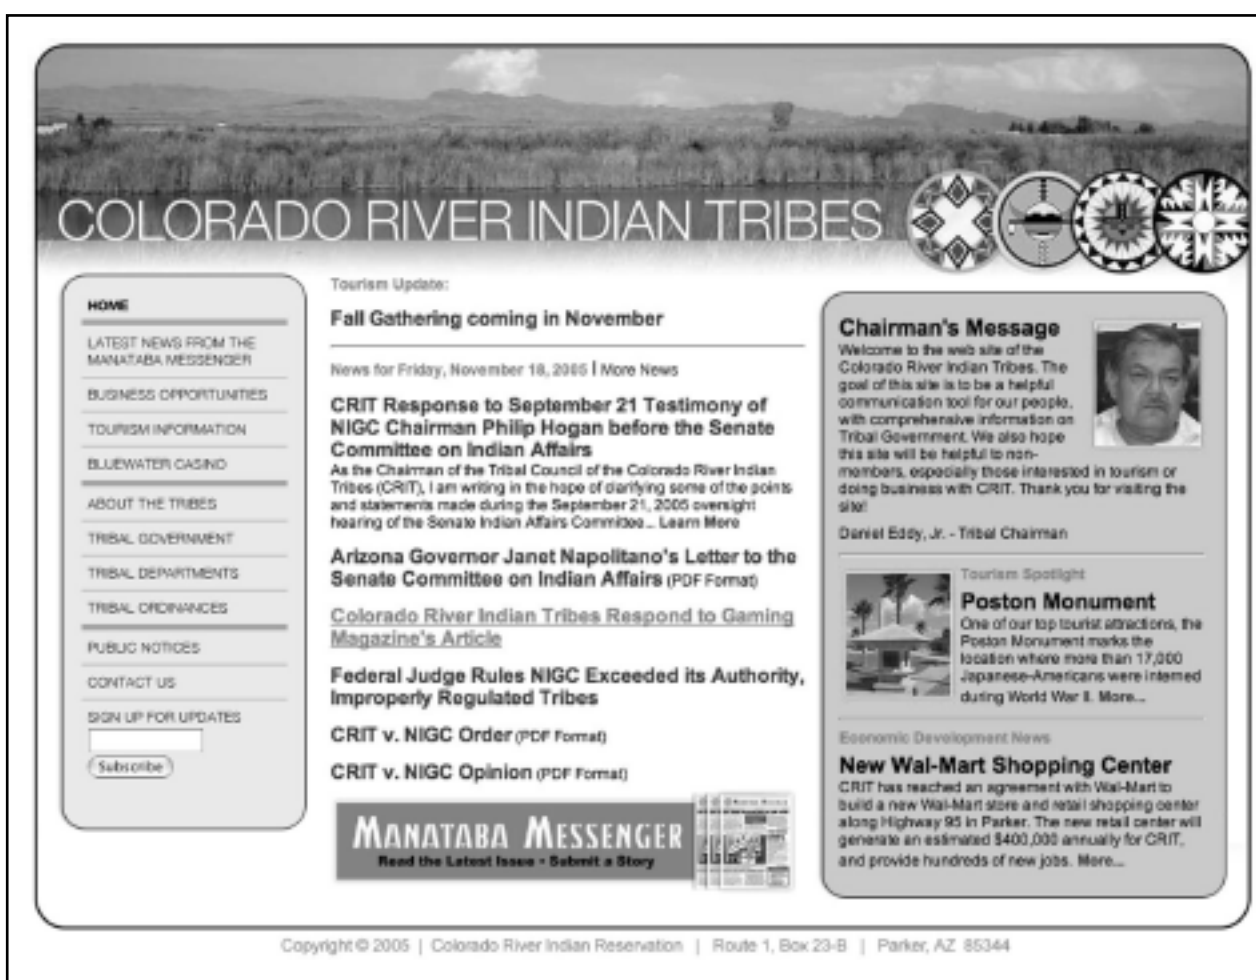 COLORADO RIVER INDIAN TRIBES
HOME
LATEST NEWS FROM THE
MANATABA MESSENGER
BUSINESS OPPORTUNITIES
TOURISM INFORMATION
BLUEWATER CASINO
ABOUT THE TRIBES
TRIBAL GOVERNMENT
TRIBAL DEPARTMENTS
TRIBAL ORDINANCES
PUBLIC NOTICES
CONTACT US
SIGN UP FOR UPDATES
Subscribe
Tourism Update:
Fall Gathering coming in November
News for Friday, November 18, 2005 | More News
CRIT Response to September 21 Testimony of
NIGC Chairman Philip Hogan before the Senate
Committee on Indian Affairs
As the Chairman of the Tribal Council of the Colorado River Indian
Tribes (CRIT), I am writing in the hope of clarifying some of the points
and statements made during the September 21, 2005 oversight
hearing of the Senate Indian Affairs Committee... Learn More
Arizona Governor Janet Napolitano's Letter to the
Senate Committee on Indian Affairs (PDF Format)
Colorado River Indian Tribes Respond to Gaming
Magazine's Article
Federal Judge Rules NIGC Exceeded its Authority,
Improperly Regulated Tribes
CRIT v. NIGC Order (PDF Format)
CRIT v. NIGC Opinion (PDF Format)
MANATABA MESSENGER
Read the Latest Issue • Submit a Story
Chairman's Message
Welcome to the web site of the
Colorado River Indian Tribes. The
goal of this site is to be a helpful
communication tool for our people,
with comprehensive information on
Tribal Government. We also hope
this site will be helpful to non-
members, especially those interested in tourism or
doing business with CRIT. Thank you for visiting the
site!
Daniel Eddy, Jr. - Tribal Chairman
Tourism Spotlight
Poston Monument
One of our top tourist attractions, the
Poston Monument marks the
location where more than 17,000
Japanese-Americans were interned
during World War II. More...
Economic Development News
New Wal-Mart Shopping Center
CRIT has reached an agreement with Wal-Mart to
build a new Wal-Mart store and retail shopping center
along Highway 95 in Parker. The new retail center will
generate an estimated $400,000 annually for CRIT,
and provide hundreds of new jobs. More...
Copyright © 2005 | Colorado River Indian Reservation | Route 1, Box 23-B | Parker, AZ 85344